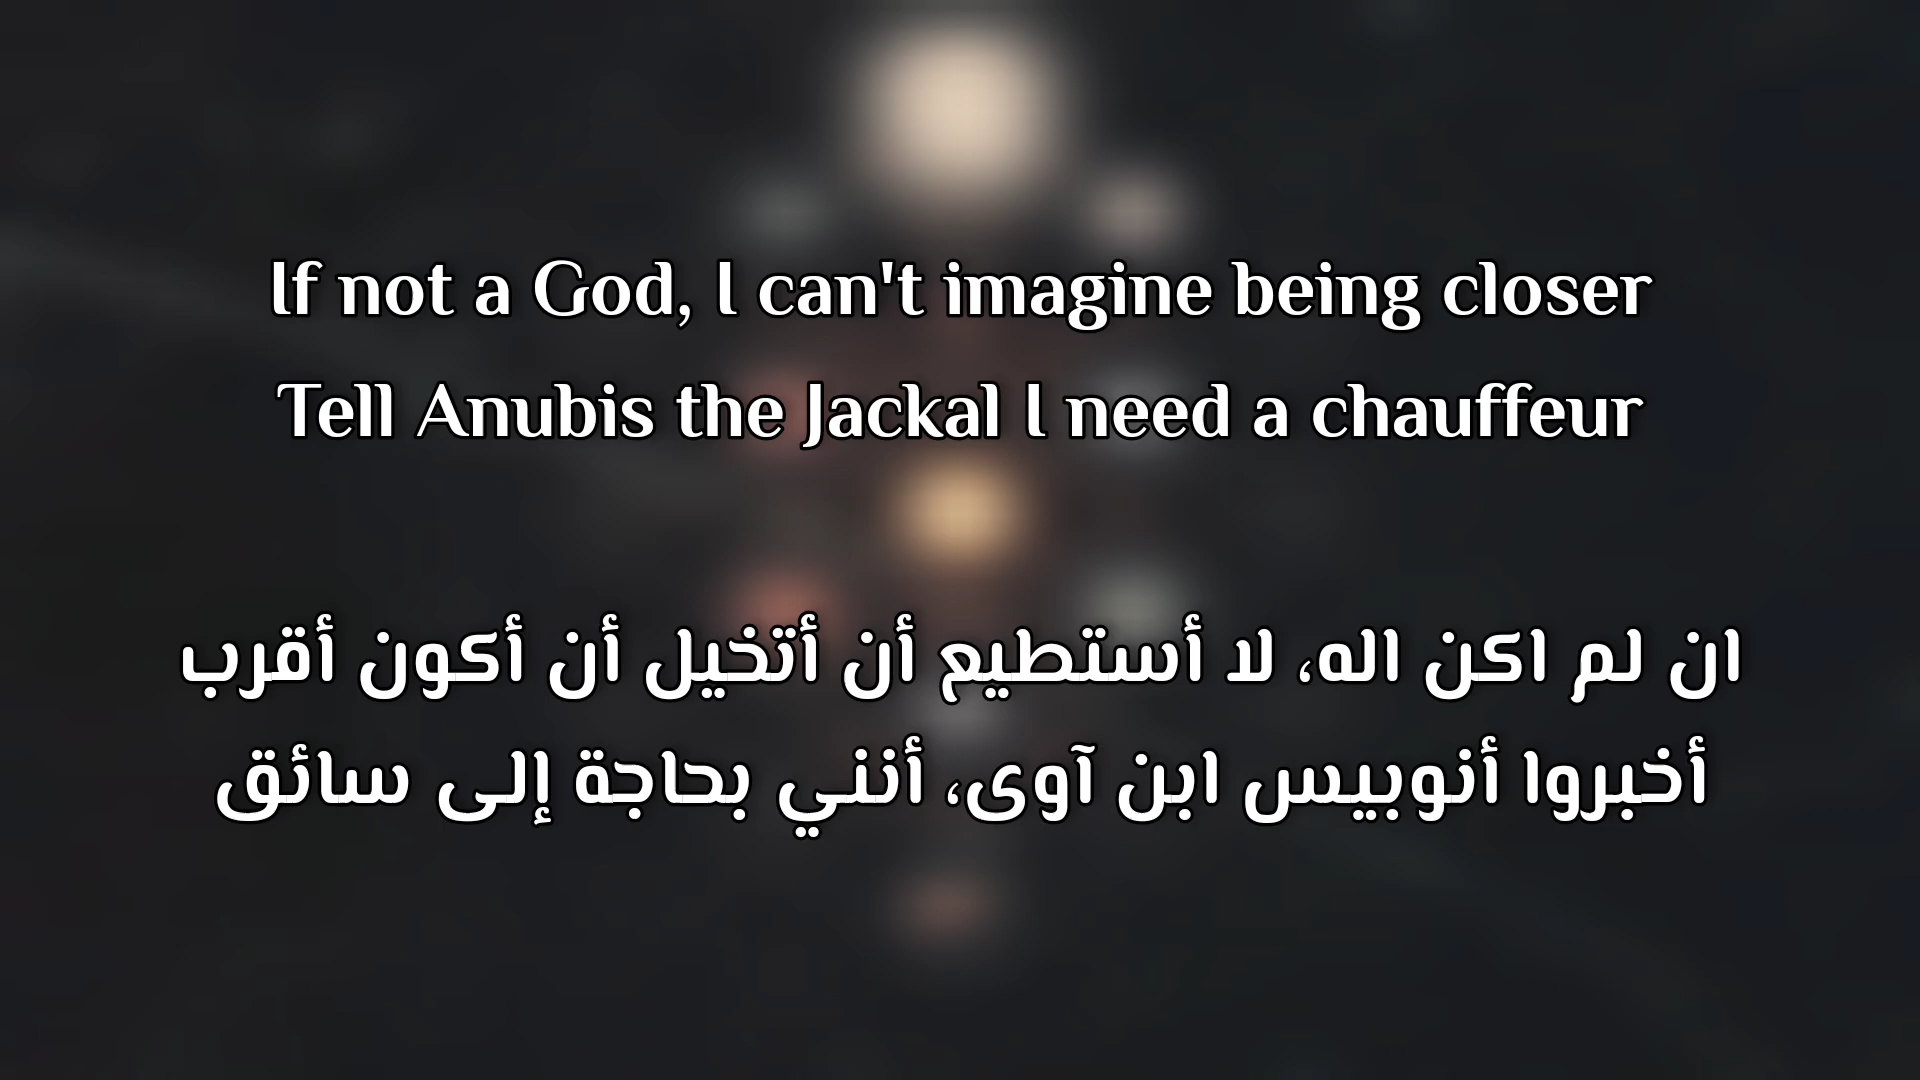 If not a God, I can't imagine being closer
Tell Anubis the Jackal I need a chauffeur
ان لم اكن اله، لا أستطيع أن أتخيل أن أكون أقرب
أخبروا أنوبيس ابن آوى، أنني بحاجة إلى سائق